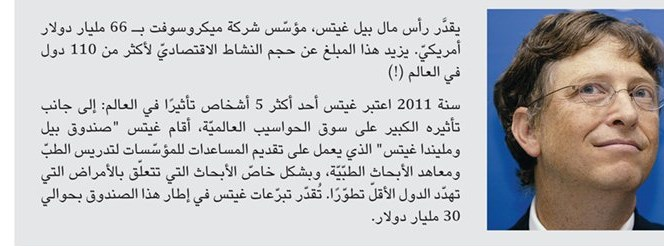 يقدَّر رأس مال بيل غيتس، مؤسّس شركة ميكروسوفت بـــ 66 مليار دولار
أمريكيّ. يزيد هذا المبلغ عن حجم النشاط الاقتصاديّ لأكثر من 110 دول
في العالم (!)
سنة 2011 اعتبر غيتس أحد أكثر 5 أشخاص تأثيرًا في العالم: إلى جانب
تأثيره الكبير على سوق الحواسيب العالميّة، أقام غيتس "صندوق بيل
ومليندا غيتس" الذي يعمل على تقديم المساعدات للمؤسّسات لتدريس الطبّ
ومعاهد الأبحاث الطبّيّة، وبشكل خاصّ الأبحاث التي تتعلّق بالأمراض التي
تهدّد الدول الأقلّ تطوّرًا. تُقدّر تبرّعات غيتس في إطار هذا الصندوق بحوالي
30 مليار دولار.